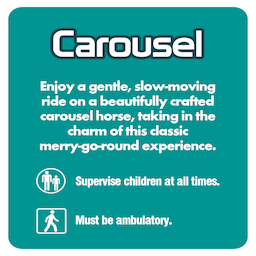 Carousel
Enjoy a gentle, slow-moving
ride on a beautifully crafted
carousel horse, taking in the
charm of this classic
merry-go-round experience.
Supervise children at all times.
Must be ambulatory.